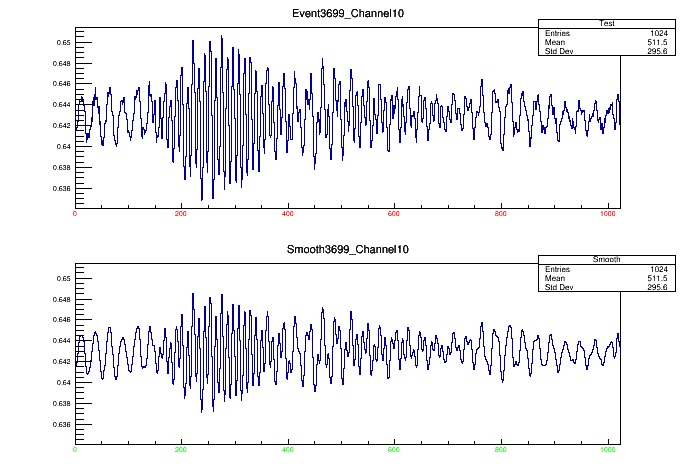 Event3699_Channel10
Test
Entries 1024
Mean 511.5
Std Dev 295.6
0.65
0.648
0.646
0.644
0.642
0.64
0.638
0.636
0 200 400 600 800 1000
Smooth3699_Channel10
Smooth
Entries 1024
Mean 511.5
Std Dev 295.6
0.65
0.648
0.646
0.644
0.642
0.64
0.638
0.636
0 200 400 600 800 1000